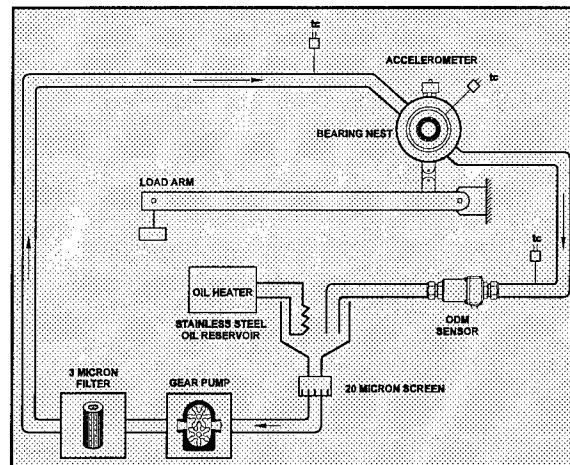 tc
ACCELEROMETER
tc
BEARING NEST
LOAD ARM
tc
OIL HEATER
STAINLESS STEEL
OIL RESERVOIR
ODM
SENSOR
3 MICRON
FILTER
GEAR PUMP
20 MICRON SCREEN